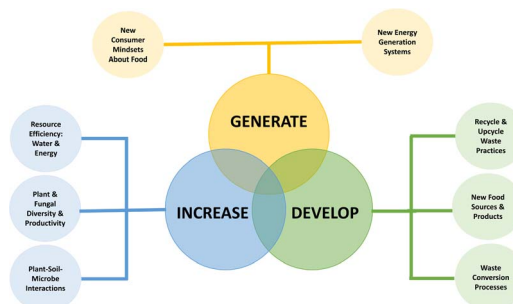 New
Consumer
Mindsets
About Food
New Energy
Generation
Systems
GENERATE
Resource
Efficiency:
Water &
Energy
Recycle &
Upcycle
Waste
Practices
Plant &
Fungal
Diversity &
Productivity
INCREASE
DEVELOP
New Food
Sources &
Products
Plant-Soil-
Microbe
Interactions
Waste
Conversion
Processes